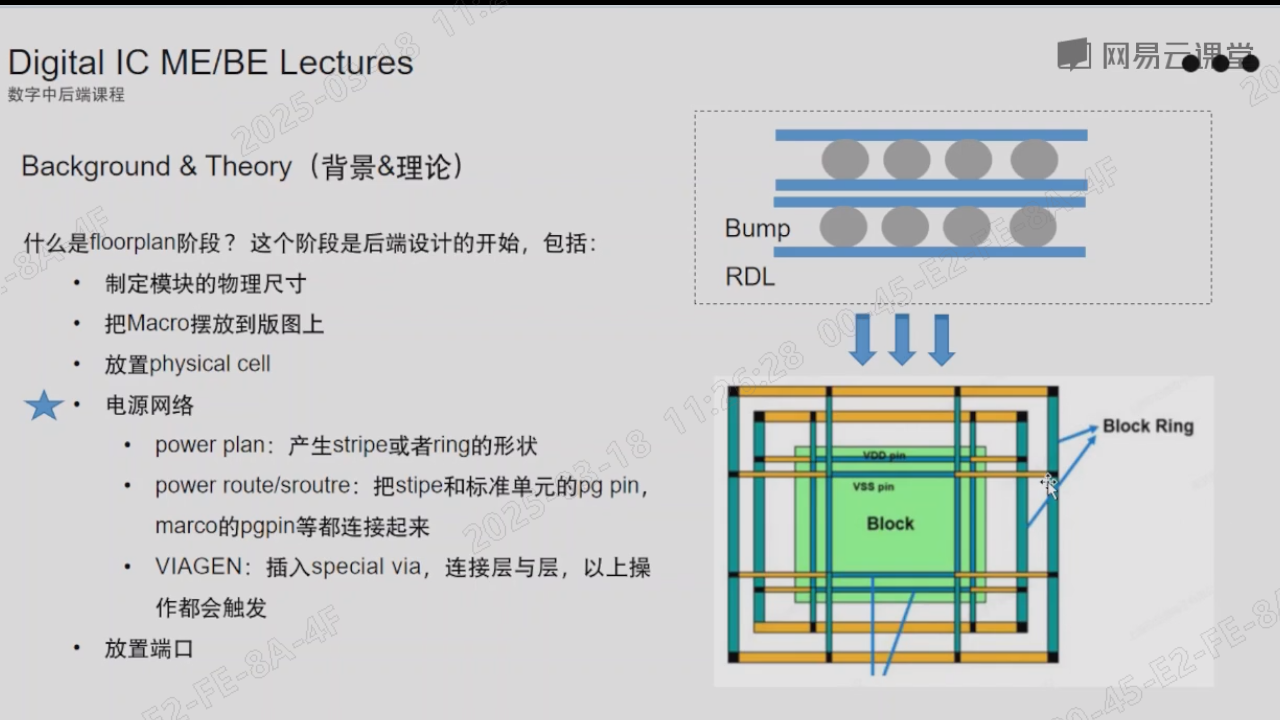 Digital IC ME/BE Lectures
数字中后端课程
网易云课堂
Background & Theory（背景&理论）
什么是floorplan阶段？ 这个阶段是后端设计的开始，包括：
• 制定模块的物理尺寸
• 把Macro摆放到版图上
• 放置physical cell
• 电源网络
• power plan：产生stripe或者ring的形状
• power route/sroutre：把stipe和标准单元的pg pin，
marco的pgpin等都连接起来
• VIAGEN：插入special via，连接层与层，以上操
作都会触发
• 放置端口
Bump
RDL
Block Ring
VDD pin
VSS pin
Block
2025-03-18 11:26:28 00-45-E2-FE-8A-4F